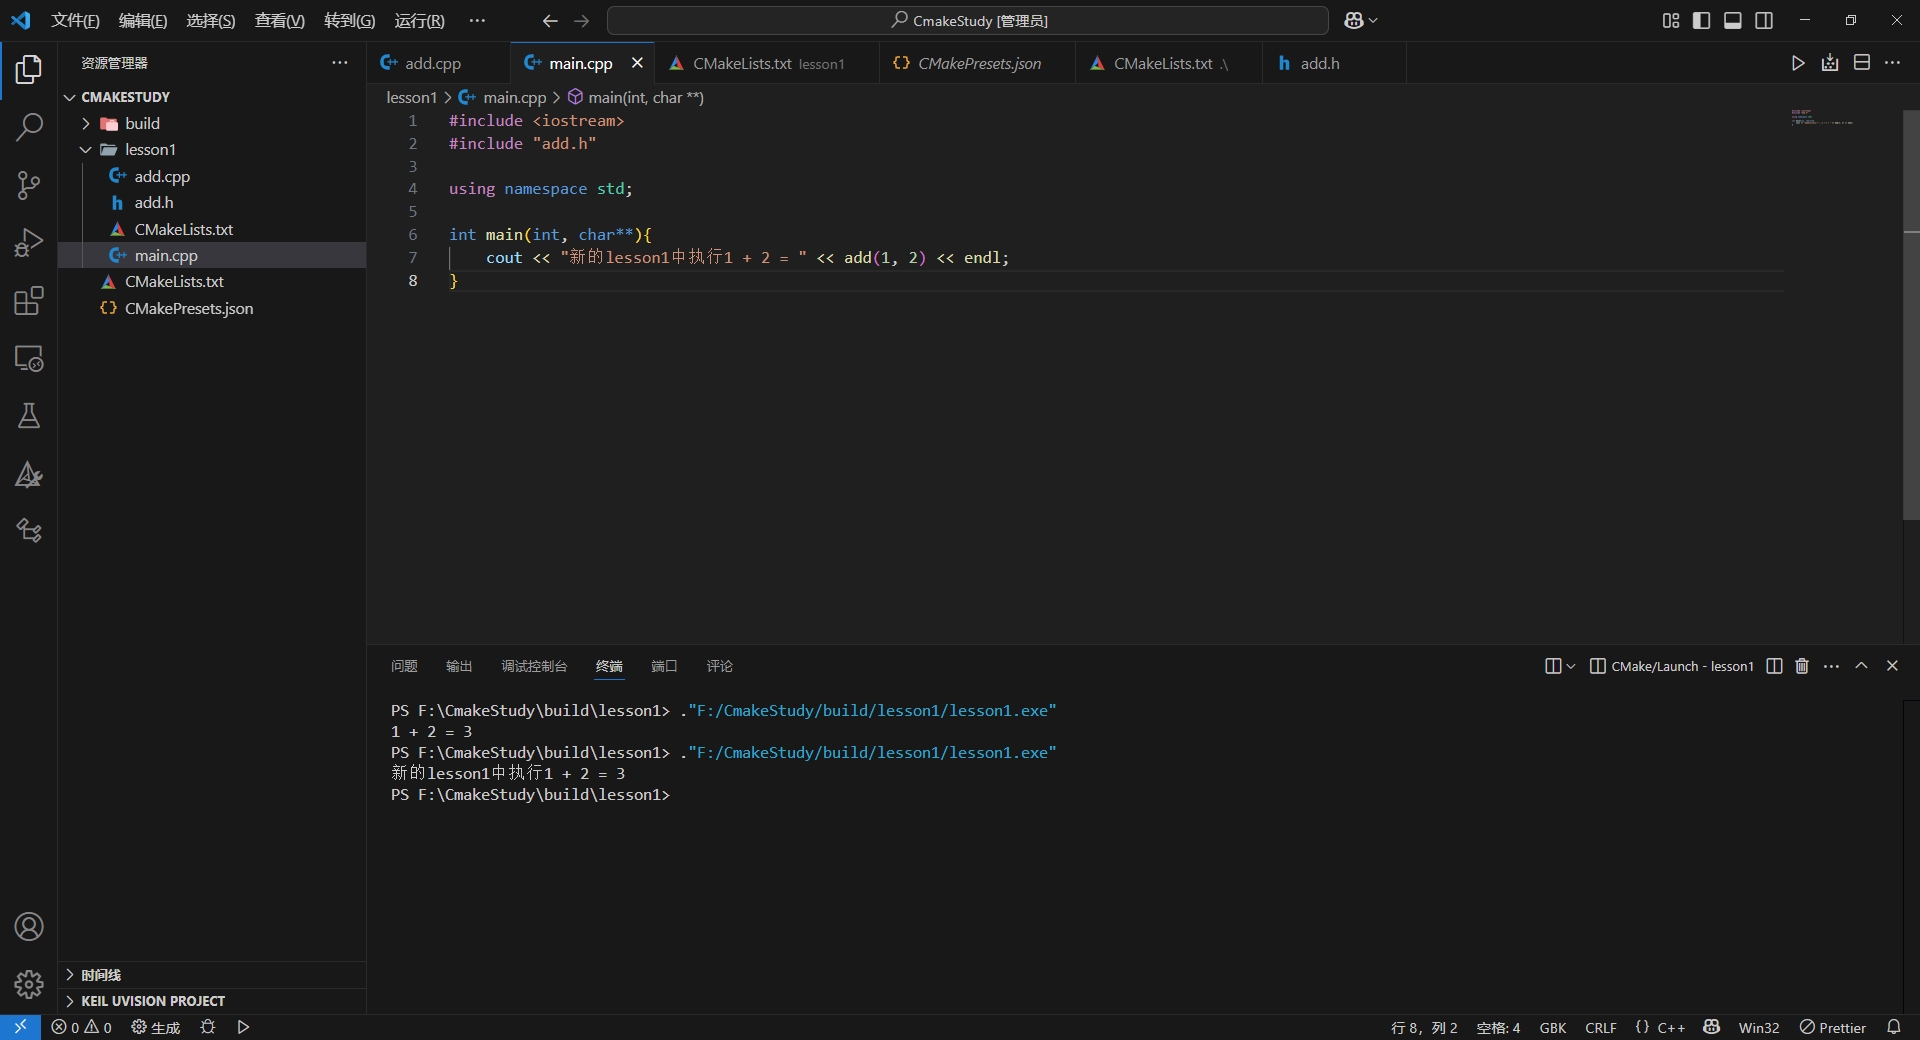 文件(F) 编辑(E) 选择(S) 查看(V) 转到(G) 运行(R) ··· CmakeStudy [管理员]
资源管理器 ···
add.cpp main.cpp CMakeLists.txt lesson1 CMakePresets.json CMakeLists.txt .\ add.h
CMAKESTUDY
build
lesson1
add.cpp
add.h
CMakeLists.txt
main.cpp
CMakeLists.txt
CMakePresets.json
lesson1 > main.cpp > main(int, char **)
1 #include <iostream>
2 #include "add.h"
3
4 using namespace std;
5
6 int main(int, char**){
7 cout << "新的lesson1中执行1 + 2 = " << add(1, 2) << endl;
8 }
问题 输出 调试控制台 终端 端口 评论 CMake/Launch - lesson1
PS F:\CmakeStudy\build\lesson1> ."F:/CmakeStudy/build/lesson1/lesson1.exe"
1 + 2 = 3
PS F:\CmakeStudy\build\lesson1> ."F:/CmakeStudy/build/lesson1/lesson1.exe"
新的lesson1中执行1 + 2 = 3
PS F:\CmakeStudy\build\lesson1>
时间线
KEIL UVISION PROJECT
0 0 生成 行 8，列 2 空格: 4 GBK CRLF {} C++ Win32 Prettier